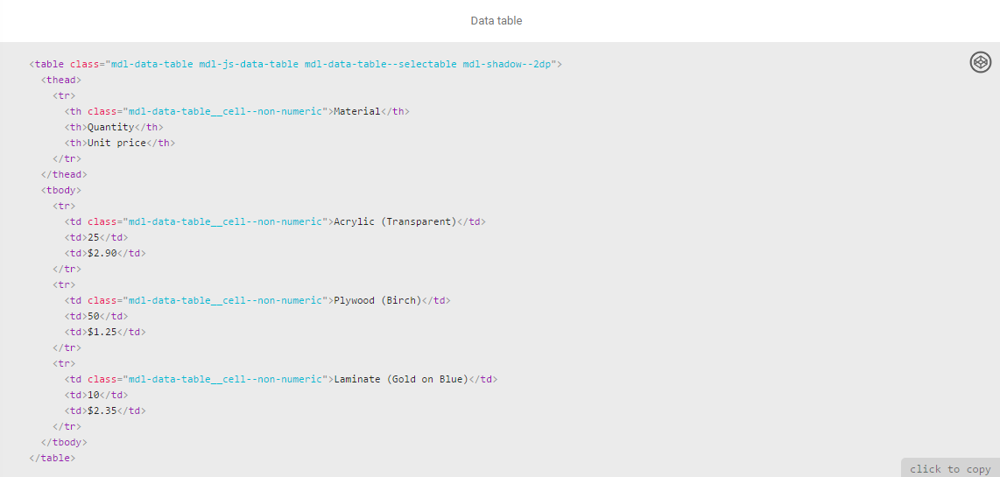 Data table
<table class="mdl-data-table mdl-js-data-table mdl-data-table--selectable mdl-shadow--2dp">
  <thead>
    <tr>
      <th class="mdl-data-table__cell--non-numeric">Material</th>
      <th>Quantity</th>
      <th>Unit price</th>
    </tr>
  </thead>
  <tbody>
    <tr>
      <td class="mdl-data-table__cell--non-numeric">Acrylic (Transparent)</td>
      <td>25</td>
      <td>$2.90</td>
    </tr>
    <tr>
      <td class="mdl-data-table__cell--non-numeric">Plywood (Birch)</td>
      <td>50</td>
      <td>$1.25</td>
    </tr>
    <tr>
      <td class="mdl-data-table__cell--non-numeric">Laminate (Gold on Blue)</td>
      <td>10</td>
      <td>$2.35</td>
    </tr>
  </tbody>
</table>
click to copy